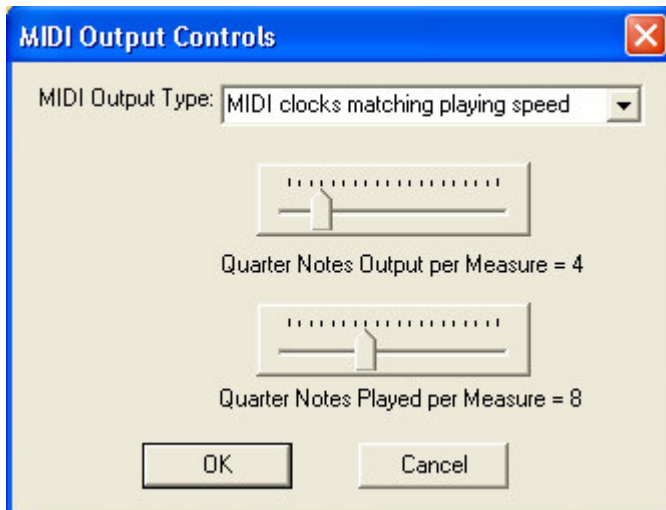 MIDI Output Controls
MIDI Output Type: MIDI clocks matching playing speed
Quarter Notes Output per Measure = 4
Quarter Notes Played per Measure = 8
OK Cancel